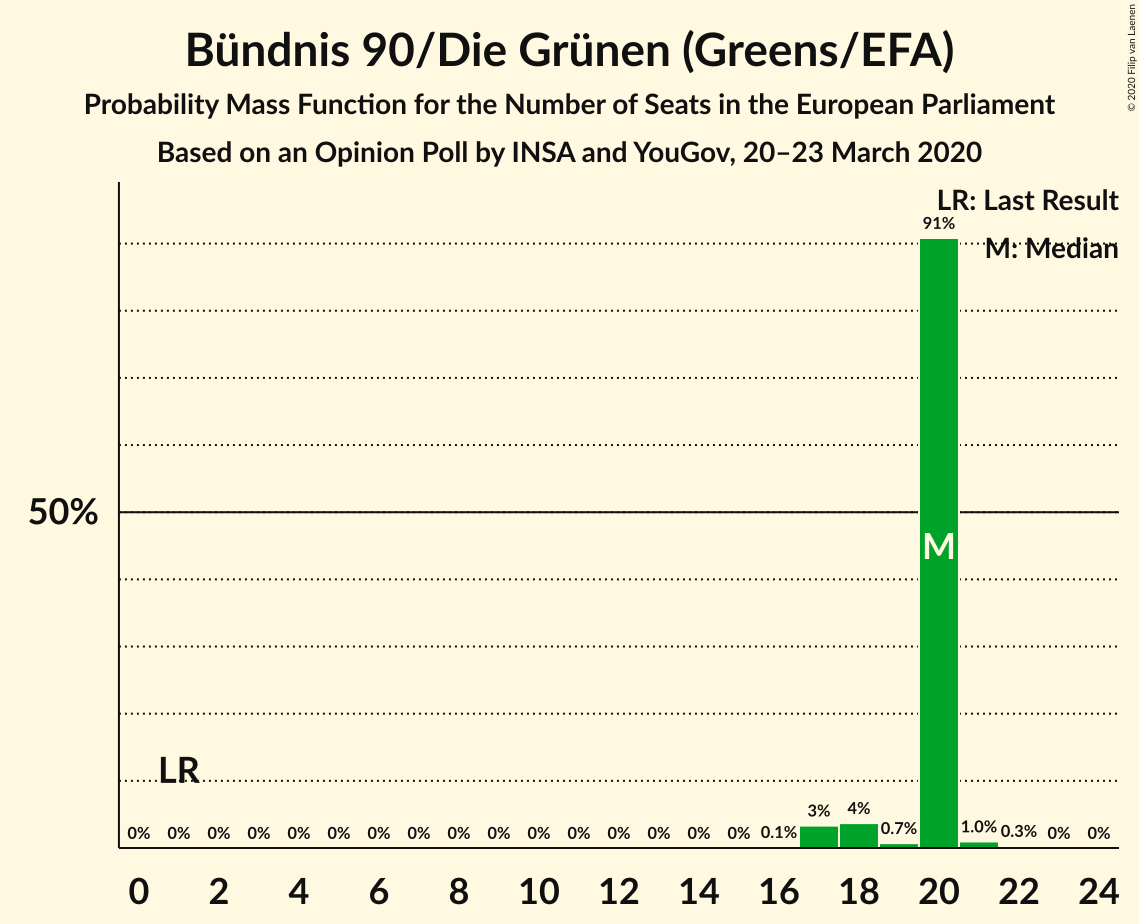 Bündnis 90/Die Grünen (Greens/EFA)
Probability Mass Function for the Number of Seats in the European Parliament
Based on an Opinion Poll by INSA and YouGov, 20–23 March 2020
© 2020 Filip van Laenen
LR: Last Result
91%
M: Median
50%
M
LR
0% 0% 0% 0% 0% 0% 0% 0% 0% 0% 0% 0% 0% 0% 0% 0% 0.1% 3% 4% 0.7% 1.0% 0.3% 0% 0%
0 2 4 6 8 10 12 14 16 18 20 22 24